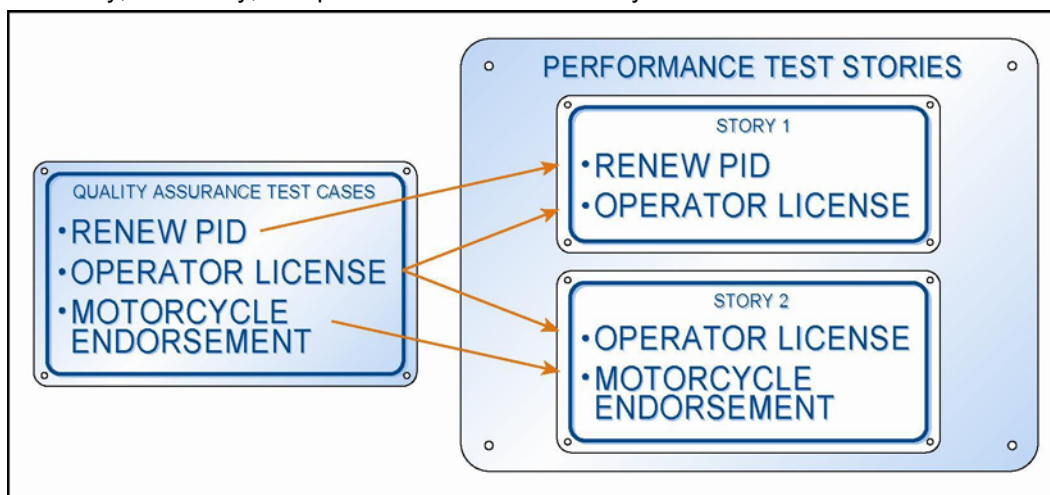 QUALITY ASSURANCE TEST CASES
•RENEW PID
•OPERATOR LICENSE
•MOTORCYCLE
ENDORSEMENT
PERFORMANCE TEST STORIES
STORY 1
•RENEW PID
•OPERATOR LICENSE
STORY 2
•OPERATOR LICENSE
•MOTORCYCLE
ENDORSEMENT